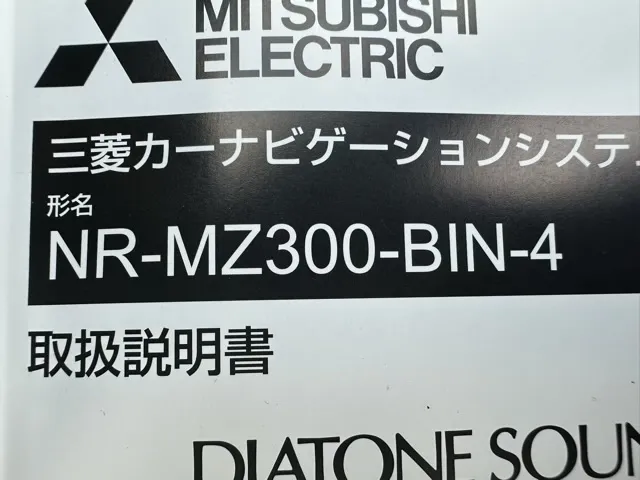 MITSUBISHI
ELECTRIC
三菱カーナビゲーションシステム
形名
NR-MZ300-BIN-4
取扱説明書
DIATONE SOUN